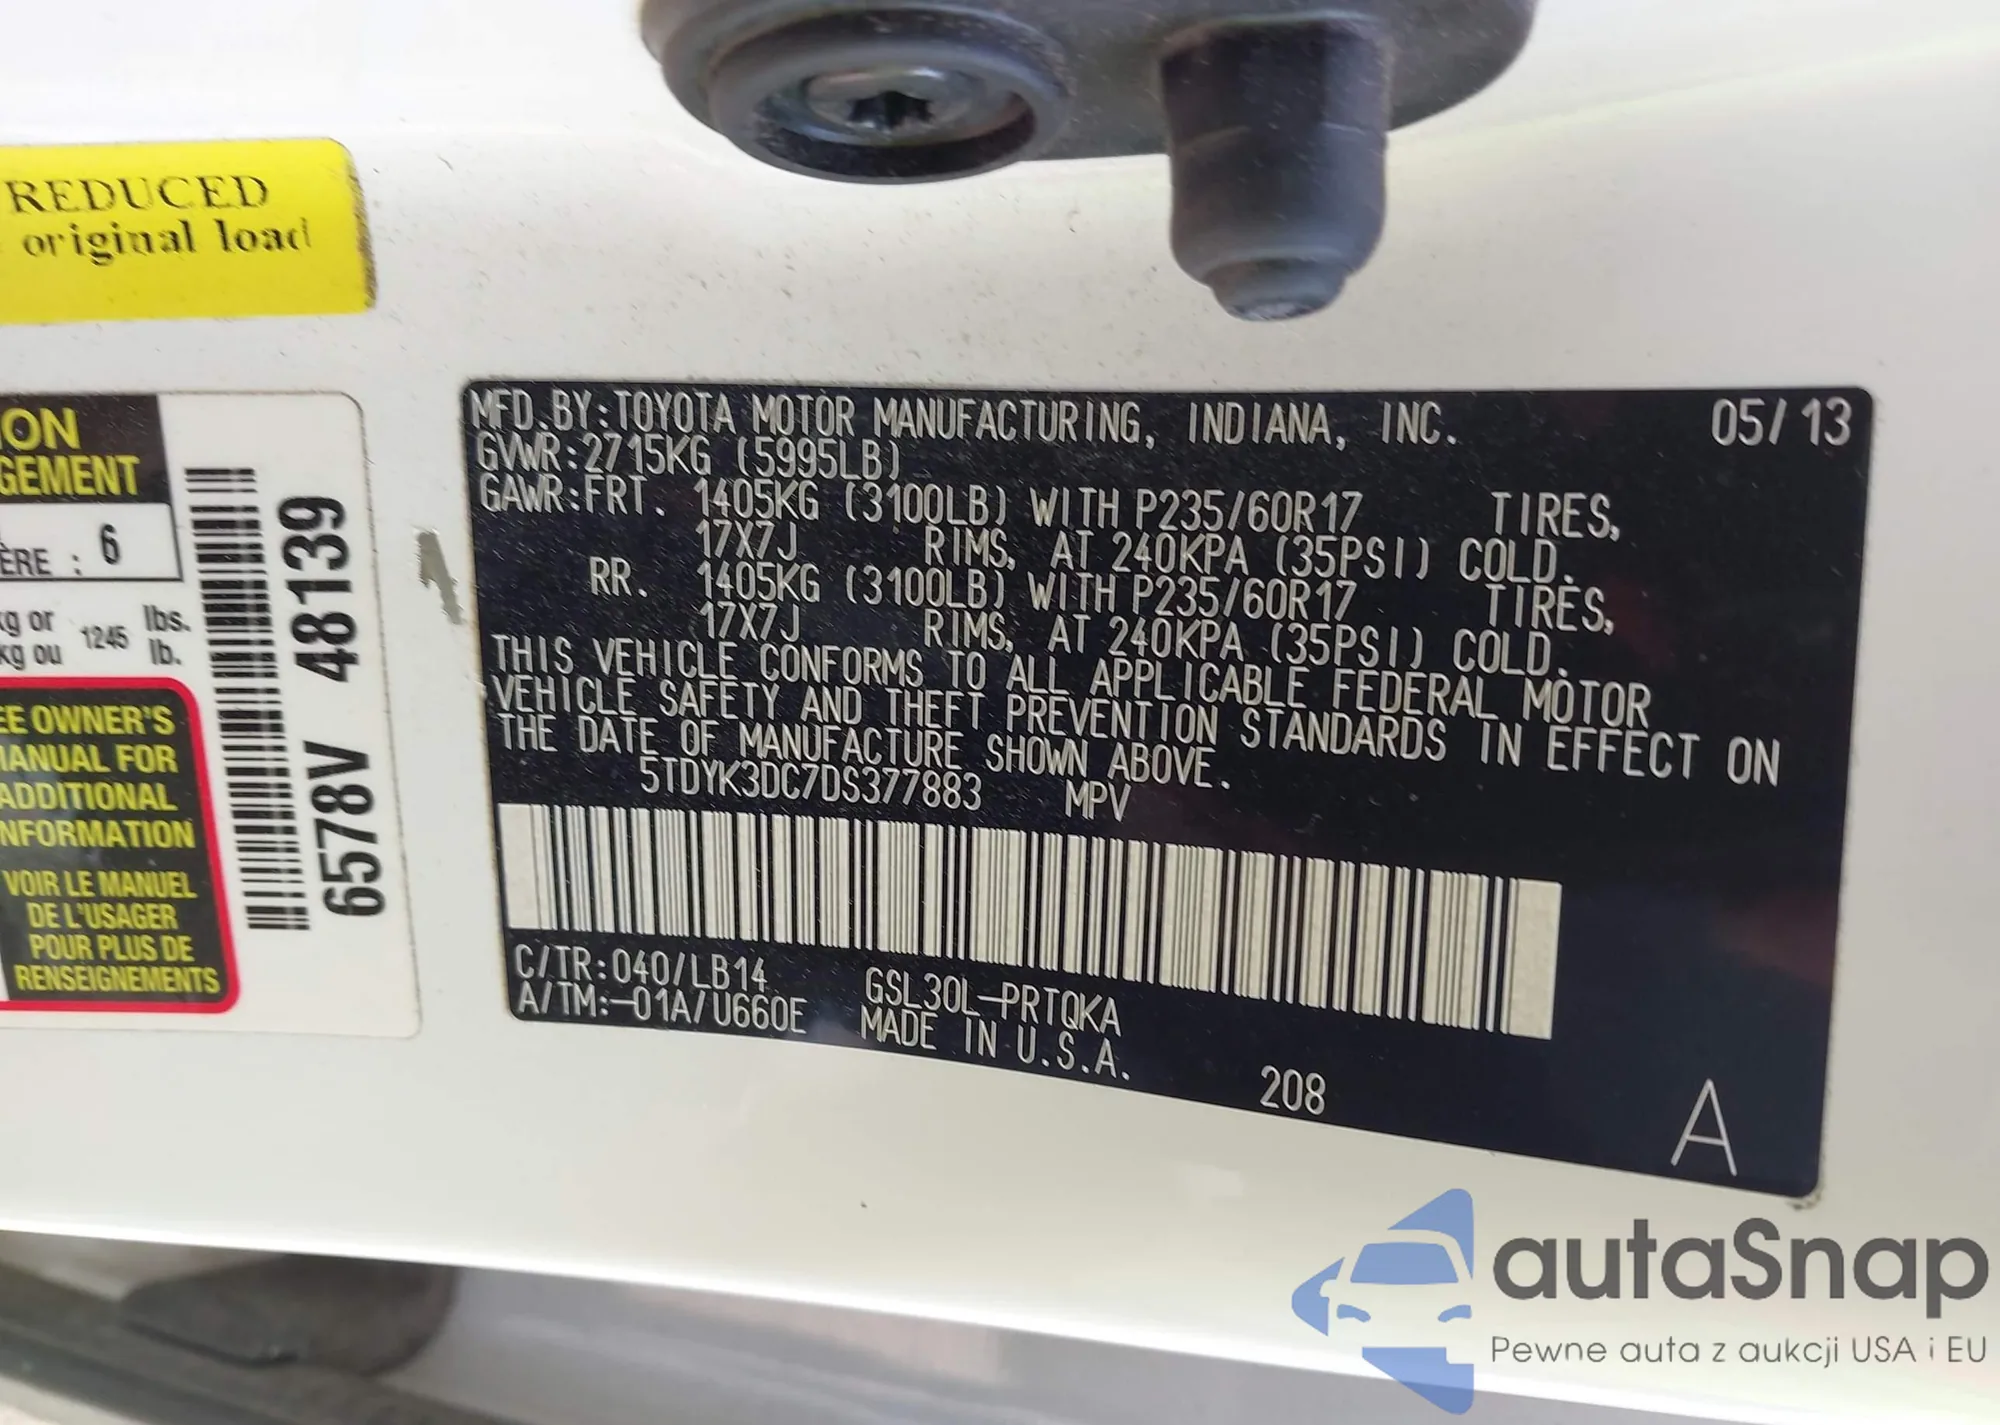 REDUCED
original load
ION
GEMENT
ÈRE : 6
kg or 1245 lbs.
kg ou lb.
EE OWNER'S
MANUAL FOR
ADDITIONAL
INFORMATION
VOIR LE MANUEL
DE L'USAGER
POUR PLUS DE
RENSEIGNEMENTS
6578V 48139
MFD.BY:TOYOTA MOTOR MANUFACTURING, INDIANA, INC. 05/13
GVWR:2715KG (5995LB)
GAWR:FRT. 1405KG (3100LB) WITH P235/60R17 TIRES,
17X7J RIMS, AT 240KPA (35PSI) COLD.
RR. 1405KG (3100LB) WITH P235/60R17 TIRES,
17X7J RIMS, AT 240KPA (35PSI) COLD.
THIS VEHICLE CONFORMS TO ALL APPLICABLE FEDERAL MOTOR
VEHICLE SAFETY AND THEFT PREVENTION STANDARDS IN EFFECT ON
THE DATE OF MANUFACTURE SHOWN ABOVE.
5TDYK3DC7DS377883 MPV
C/TR:040/LB14 GSL30L-PRTQKA
A/TM:-01A/U660E MADE IN U.S.A.
208
A
autaSnap
Pewne auta z aukcji USA i EU